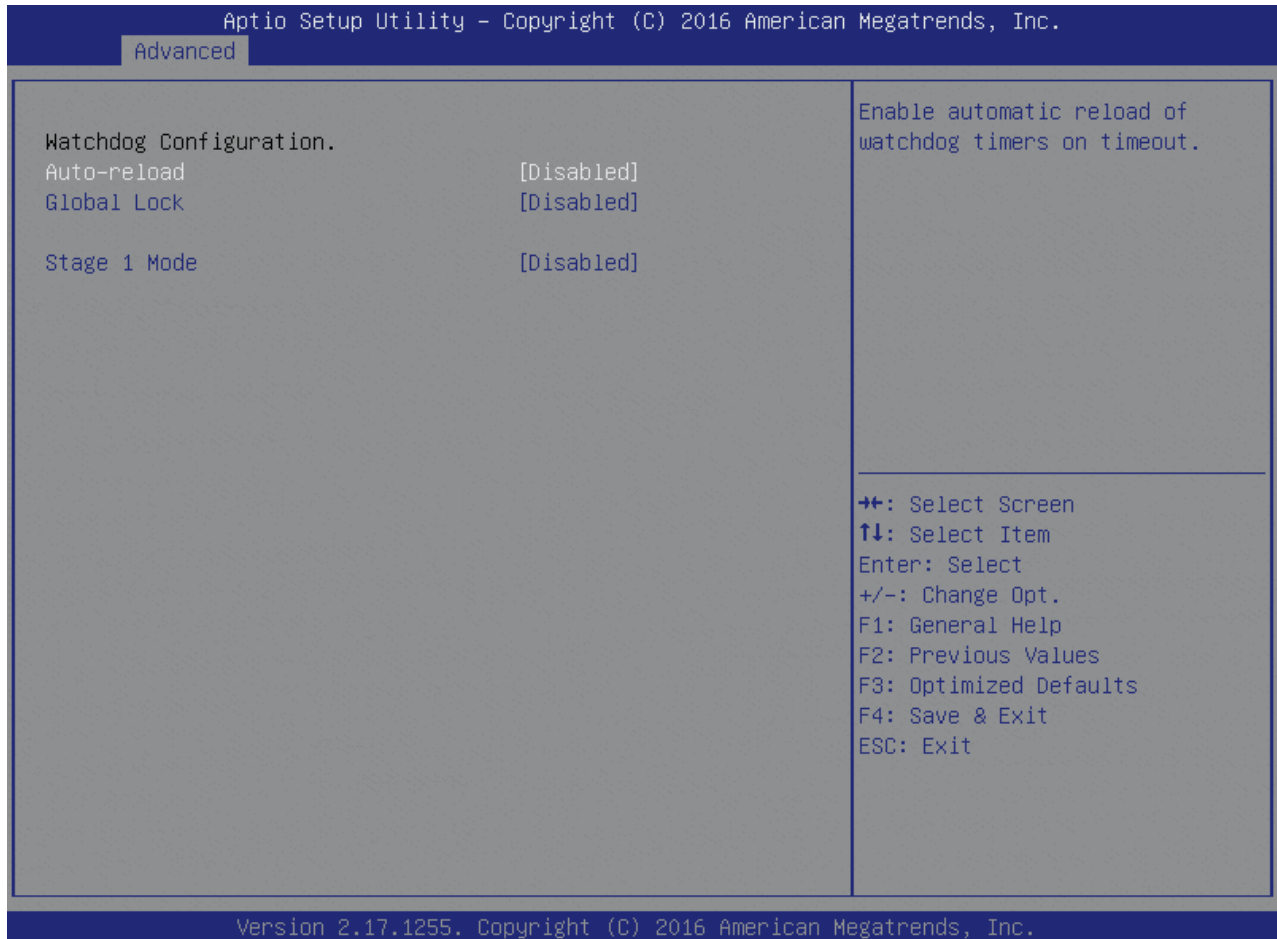 Aptio Setup Utility – Copyright (C) 2016 American Megatrends, Inc.
Advanced
Watchdog Configuration.
Auto-reload [Disabled]
Global Lock [Disabled]
Stage 1 Mode [Disabled]
Enable automatic reload of
watchdog timers on timeout.
→←: Select Screen
↑↓: Select Item
Enter: Select
+/-: Change Opt.
F1: General Help
F2: Previous Values
F3: Optimized Defaults
F4: Save & Exit
ESC: Exit
Version 2.17.1255. Copyright (C) 2016 American Megatrends, Inc.